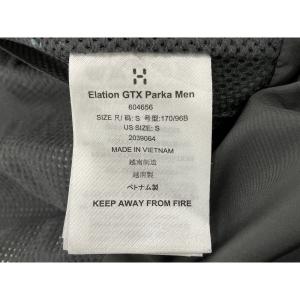 Elation GTX Parka Men
604656
SIZE R/ 码: S 号型:170/96B
US SIZE: S
2039064
MADE IN VIETNAM
越南制造
越南製
ベトナム製
KEEP AWAY FROM FIRE